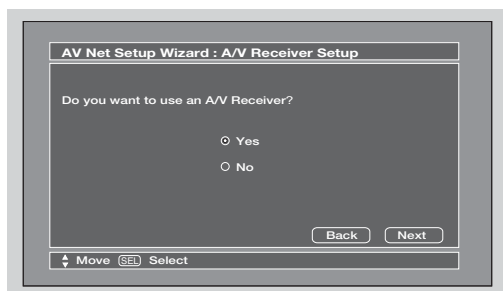 AV Net Setup Wizard : A/V Receiver Setup
Do you want to use an A/V Receiver?
Yes
No
Back Next
Move SEL Select